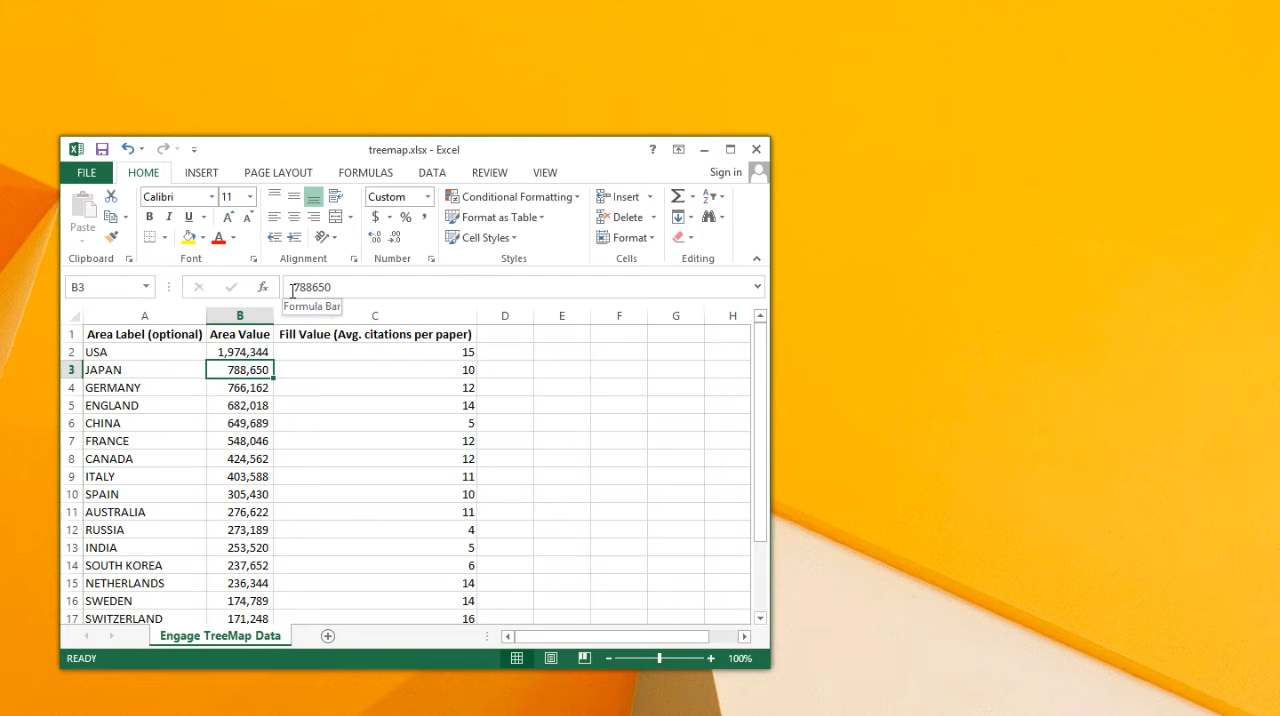 treemap.xlsx - Excel
?
FILE HOME INSERT PAGE LAYOUT FORMULAS DATA REVIEW VIEW Sign in
Paste Calibri 11 Custom Conditional Formatting Insert
B I U A A $ % , Format as Table Delete
A Cell Styles Format
Clipboard Font Alignment Number Styles Cells Editing
B3 fx 788650
Formula Bar
A B C D E F G H
1 Area Label (optional) Area Value Fill Value (Avg. citations per paper)
2 USA 1,974,344 15
3 JAPAN 788,650 10
4 GERMANY 766,162 12
5 ENGLAND 682,018 14
6 CHINA 649,689 5
7 FRANCE 548,046 12
8 CANADA 424,562 12
9 ITALY 403,588 11
10 SPAIN 305,430 10
11 AUSTRALIA 276,622 11
12 RUSSIA 273,189 4
13 INDIA 253,520 5
14 SOUTH KOREA 237,652 6
15 NETHERLANDS 236,344 14
16 SWEDEN 174,789 14
17 SWITZERLAND 171,248 16
Engage TreeMap Data
READY 100%